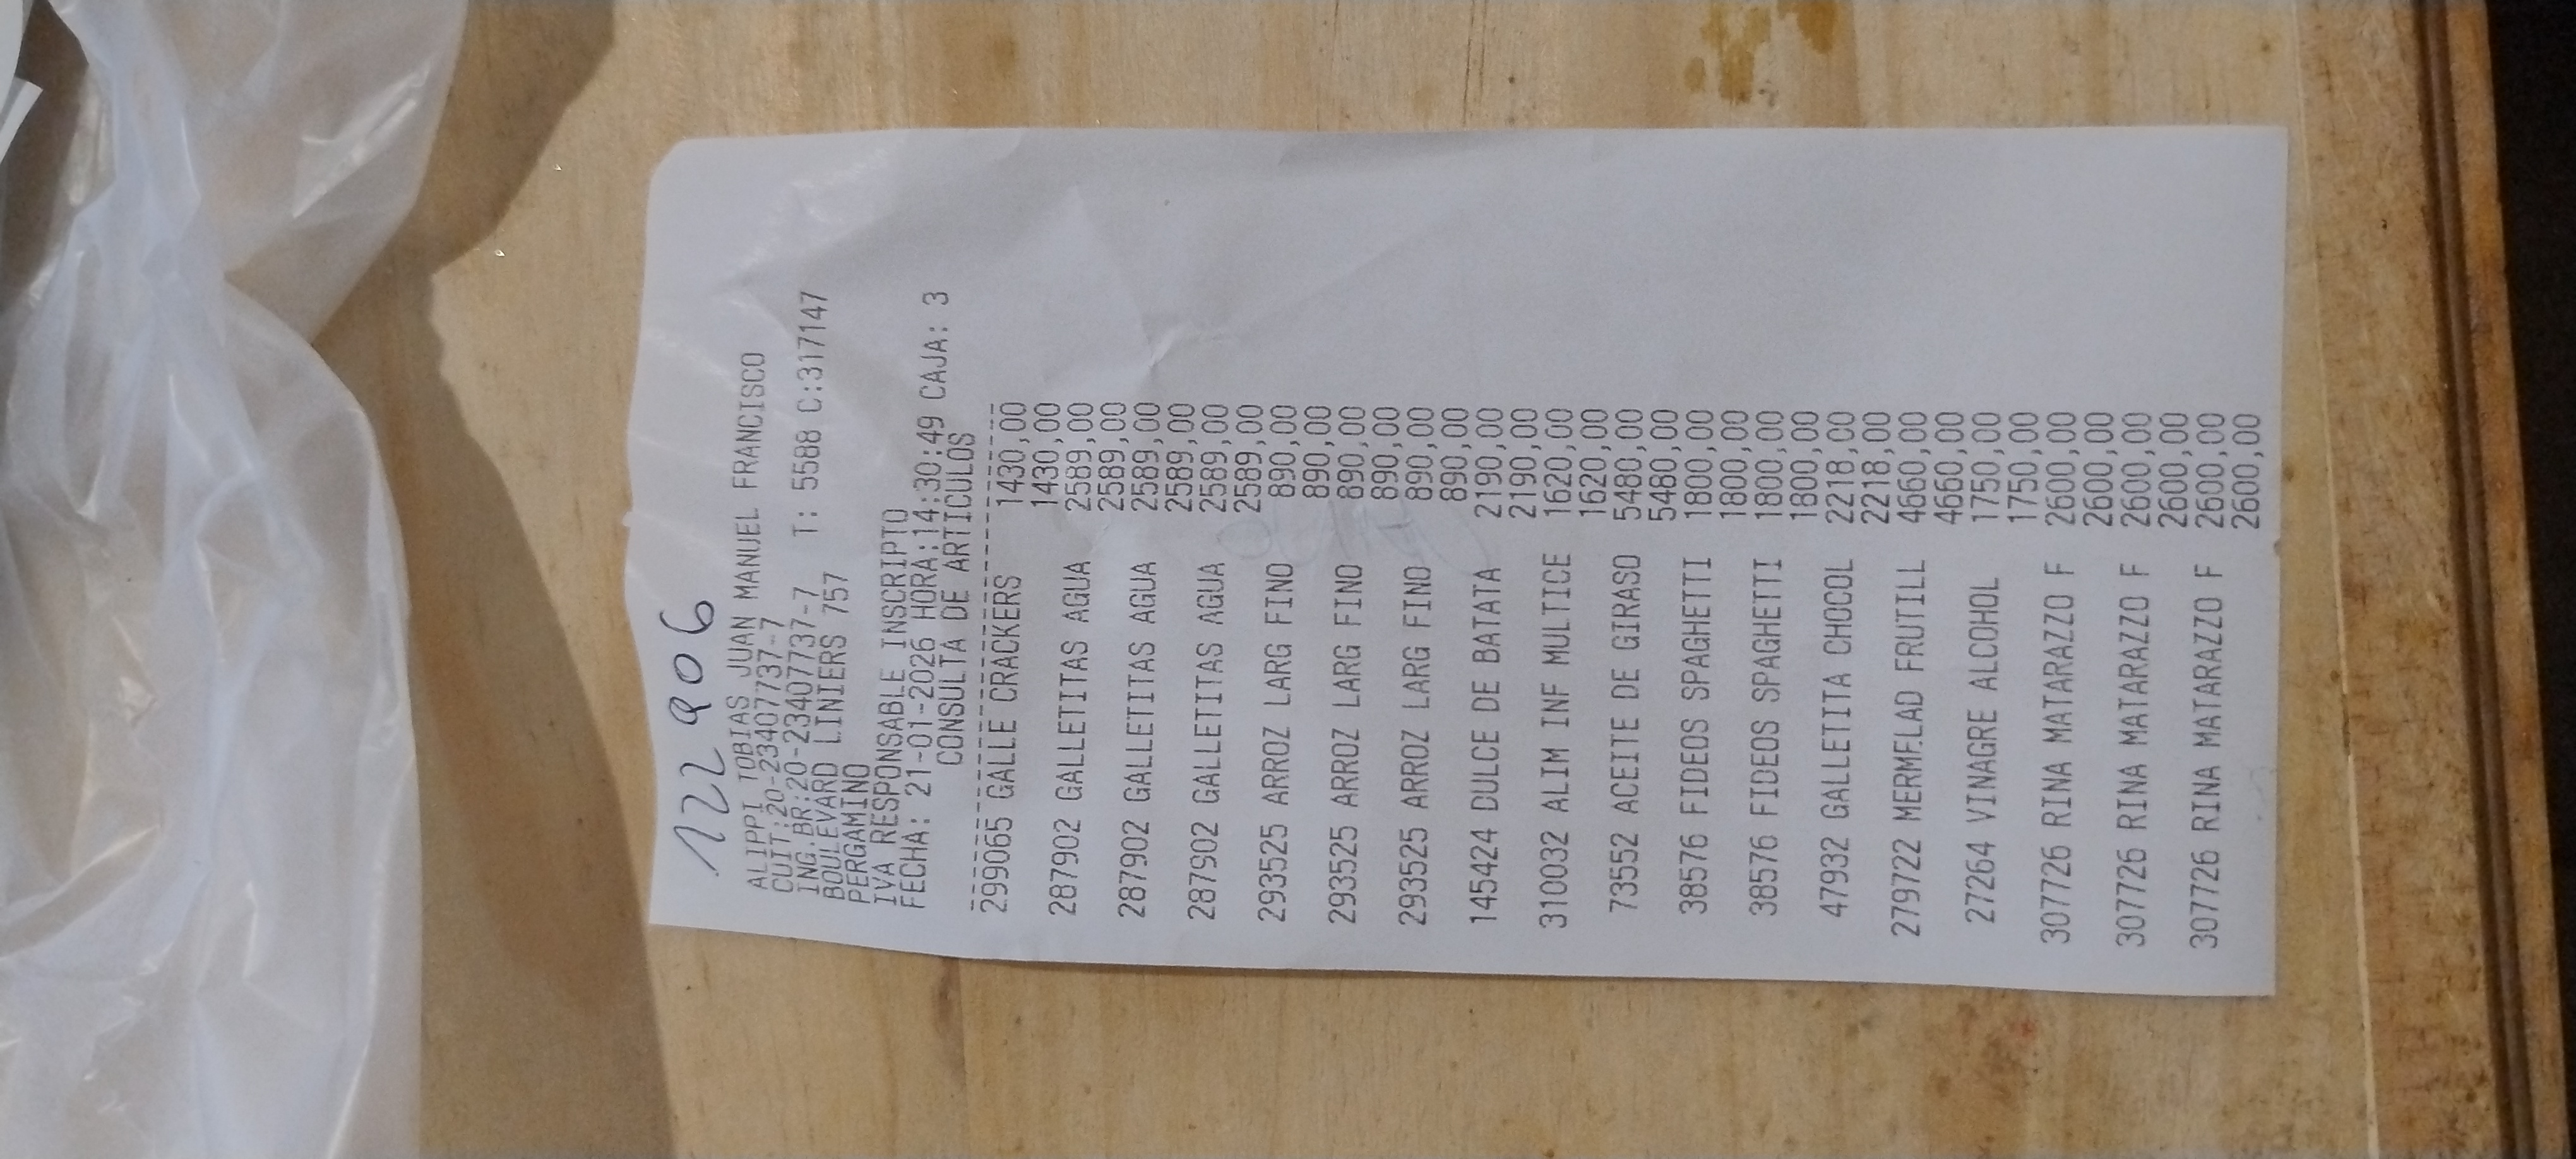 122906
ALIPPI TOBIAS JUAN MANUEL FRANCISCO
CUIT:20-23407737-7
ING.BR:20-23407737-7 T: 5588 C:317147
BOULEVARD LINIERS 757
PERGAMINO
IVA RESPONSABLE INSCRIPTO
FECHA: 21-01-2026 HORA:14:30:49 CAJA: 3
CONSULTA DE ARTICULOS
299065 GALLE CRACKERS 1430,00
1430,00
287902 GALLETITAS AGUA 2589,00
2589,00
287902 GALLETITAS AGUA 2589,00
2589,00
287902 GALLETITAS AGUA 2589,00
2589,00
293525 ARROZ LARG FINO 890,00
890,00
293525 ARROZ LARG FINO 890,00
890,00
293525 ARROZ LARG FINO 890,00
890,00
145424 DULCE DE BATATA 2190,00
2190,00
310032 ALIM INF MULTICE 1620,00
1620,00
73552 ACEITE DE GIRASO 5480,00
5480,00
38576 FIDEOS SPAGHETTI 1800,00
1800,00
38576 FIDEOS SPAGHETTI 1800,00
1800,00
47932 GALLETITA CHOCOL 2218,00
2218,00
279722 MERMELAD FRUTILL 4660,00
4660,00
27264 VINAGRE ALCOHOL 1750,00
1750,00
307726 RINA MATARAZZO F 2600,00
2600,00
307726 RINA MATARAZZO F 2600,00
2600,00
307726 RINA MATARAZZO F 2600,00
2600,00